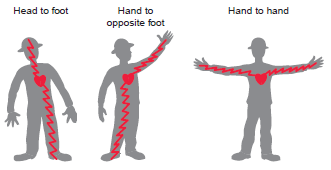 Head to foot
Hand to
opposite foot
Hand to hand